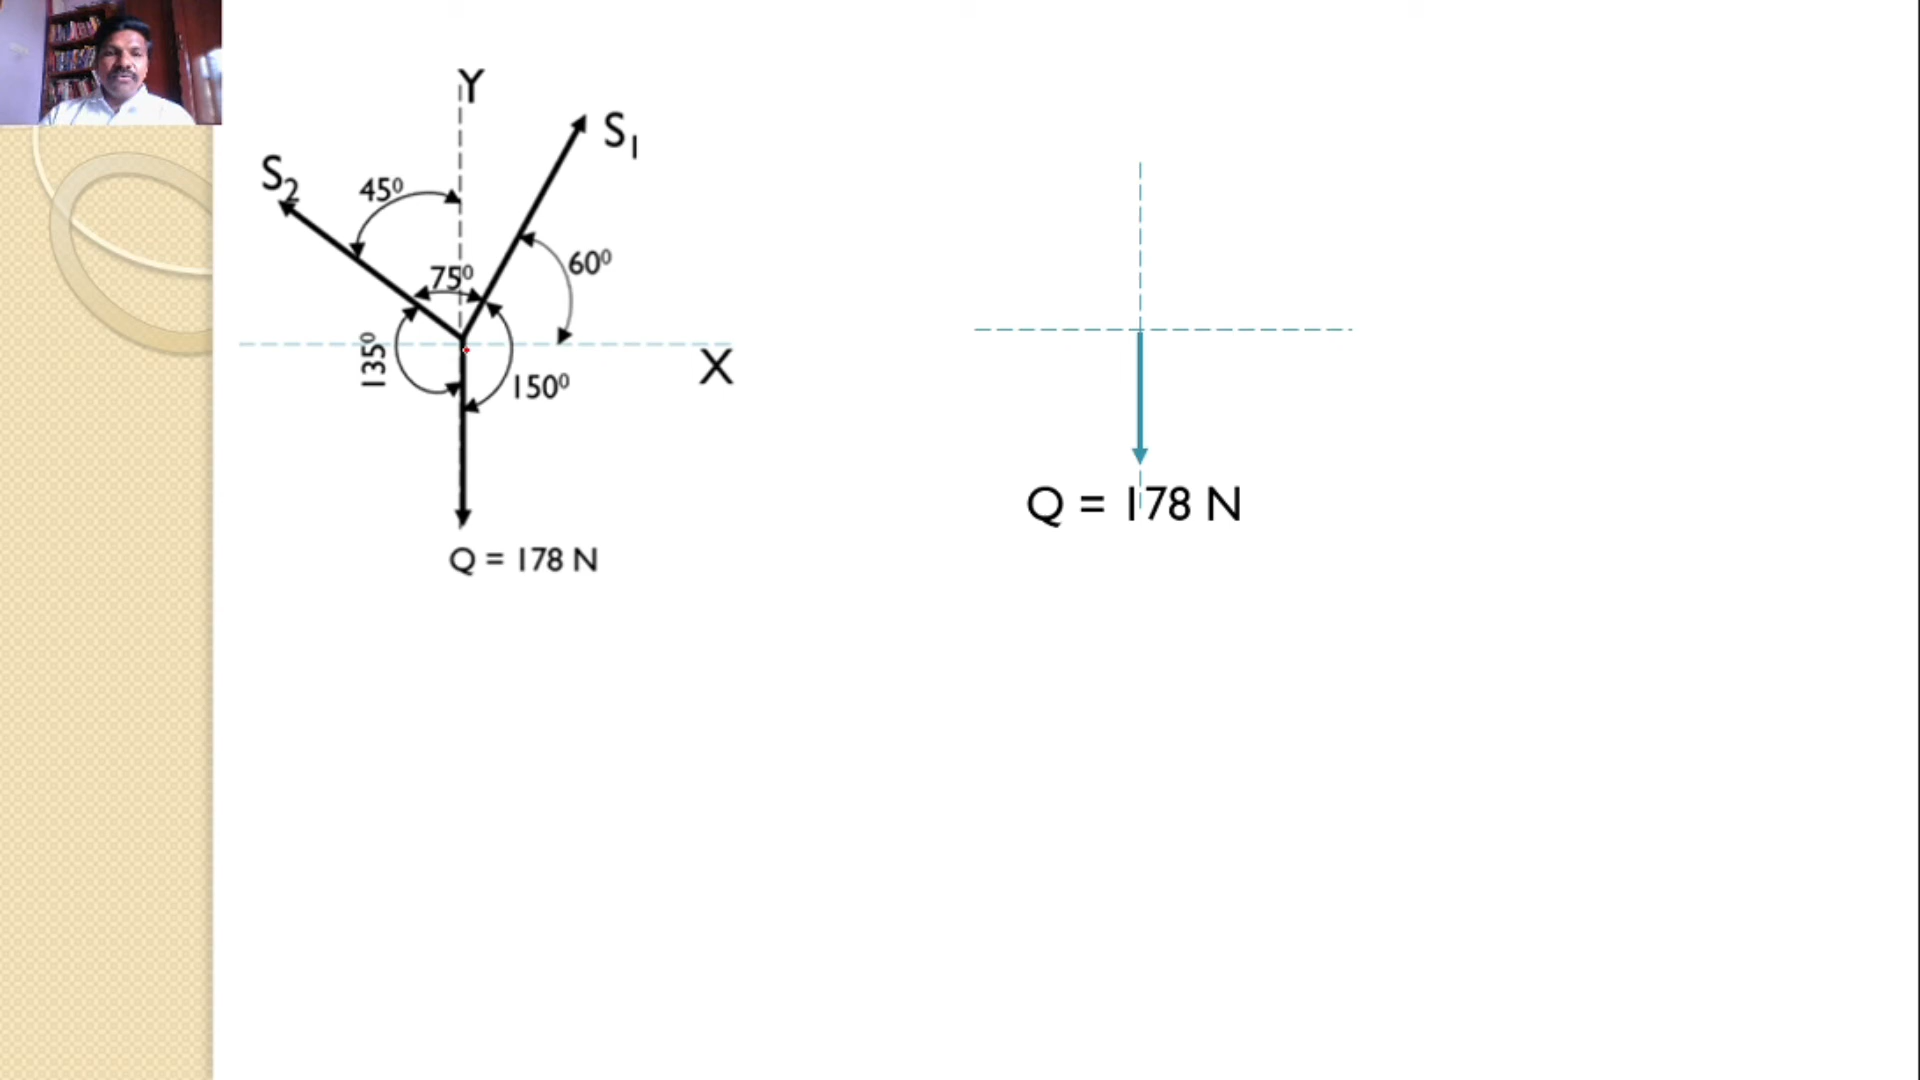 Y
S₁
S₂
45⁰
60⁰
75⁰
135⁰
150⁰
X
Q = 178 N
Q = 178 N